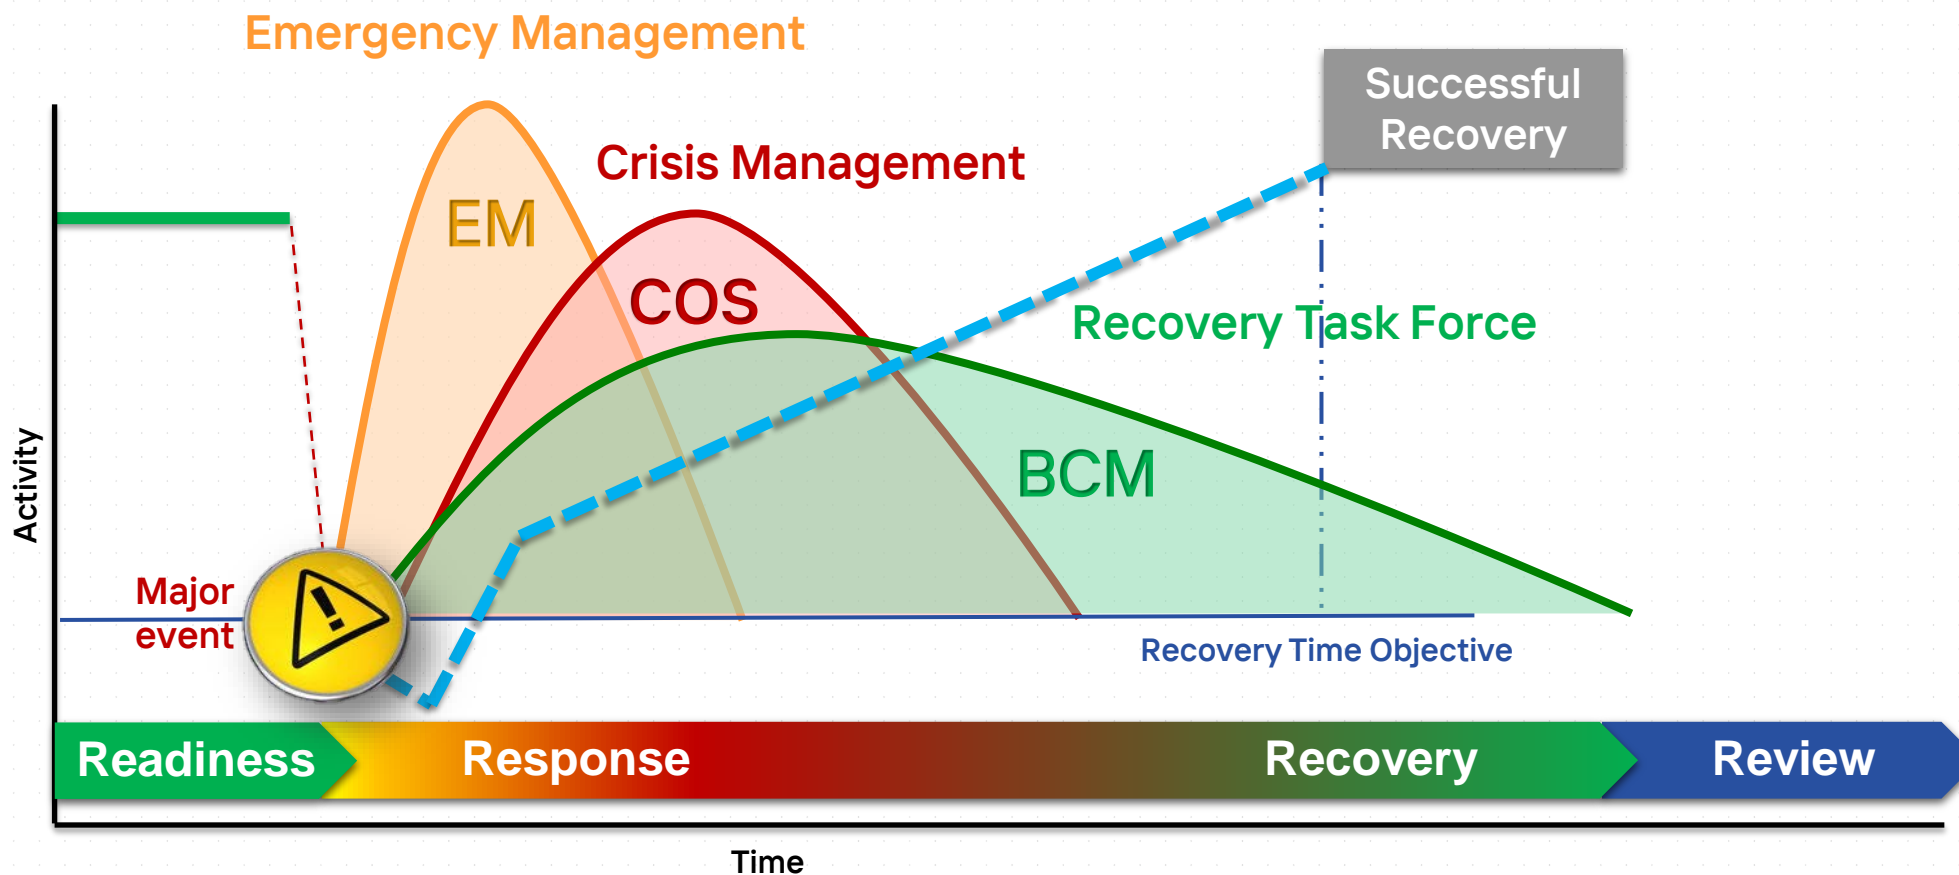 Emergency Management
Successful
Recovery
Crisis Management
EM
COS
Recovery Task Force
BCM
Activity
Major
event
Recovery Time Objective
Readiness
Response
Recovery
Review
Time